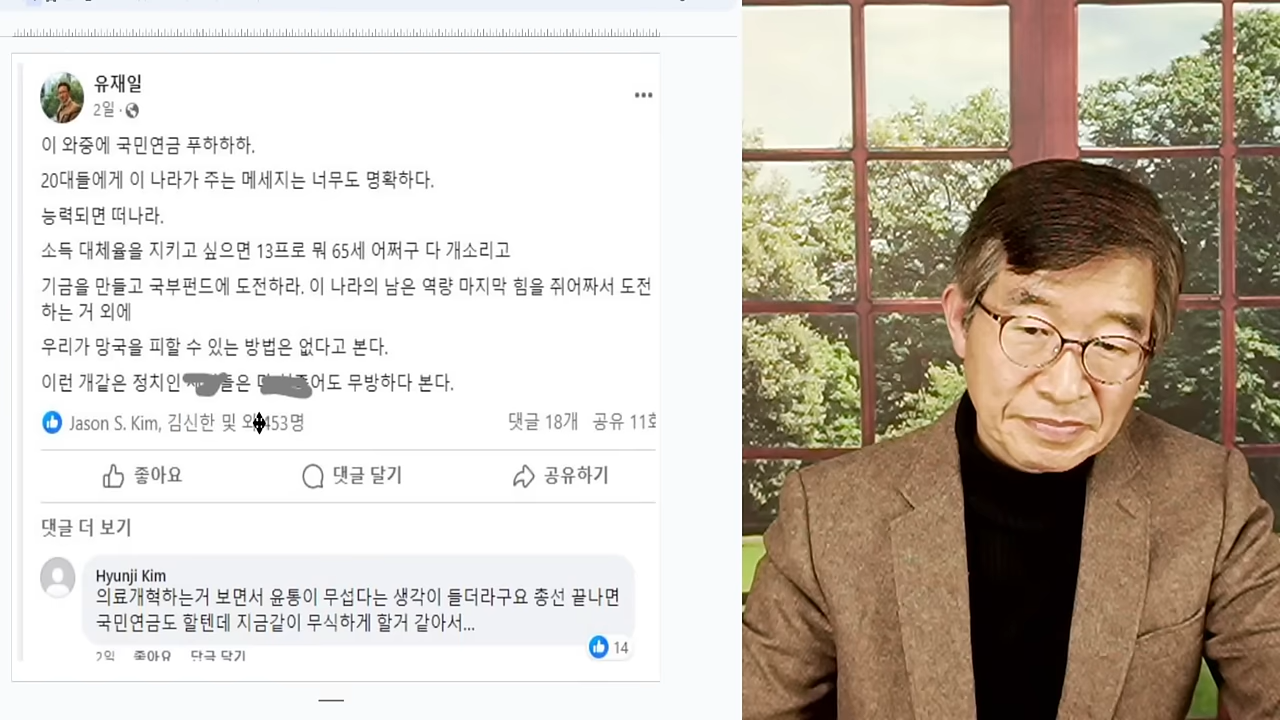 유재일
2일
이 와중에 국민연금 푸하하하.
20대들에게 이 나라가 주는 메세지는 너무도 명확하다.
능력되면 떠나라.
소득 대체율을 지키고 싶으면 13프로 뭐 65세 어쩌구 다 개소리고
기금을 만들고 국부펀드에 도전하라. 이 나라의 남은 역량 마지막 힘을 쥐어짜서 도전
하는 거 외에
우리가 망국을 피할 수 있는 방법은 없다고 본다.
이런 개같은 정치인 들은 어도 무방하다 본다.
Jason S. Kim, 김신한 및 외 453명
댓글 18개 공유 11회
좋아요 댓글 달기 공유하기
댓글 더 보기
Hyunji Kim
의료개혁하는거 보면서 윤통이 무섭다는 생각이 들더라구요 총선 끝나면
국민연금도 할텐데 지금같이 무식하게 할거 같아서...
14
2일 좋아요 답글 달기